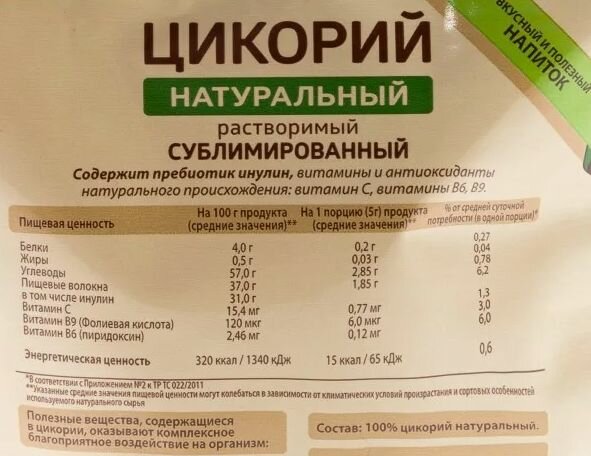 ВКУСНЫЙ И ПОЛЕЗНЫЙ
НАПИТОК
ЦИКОРИЙ
НАТУРАЛЬНЫЙ
растворимый
СУБЛИМИРОВАННЫЙ
Содержит пребиотик инулин, витамины и антиоксиданты
натурального происхождения: витамин С, витамины В6, В9.
Пищевая ценность На 100 г продукта (средние значения)** На 1 порцию (5г) продукта (средние значения)** % от средней суточной потребности (в одной порции)*
Белки 4,0 г 0,2 г 0,27
Жиры 0,5 г 0,03 г 0,04
Углеводы 57,0 г 2,85 г 0,78
Пищевые волокна 37,0 г 1,85 г 6,2
в том числе инулин 31,0 г
Витамин С 15,4 мг 0,77 мг 1,3
Витамин В9 (Фолиевая кислота) 120 мкг 6,0 мкг 3,0
Витамин В6 (пиридоксин) 2,46 мг 0,12 мг 6,0
Энергетическая ценность 320 ккал / 1340 кДж 15 ккал / 65 кДж 0,6
*В соответствии с Приложением №2 к ТР ТС 022/2011
**Указанные средние значения пищевой ценности могут колебаться в зависимости от климатических условий произрастания и сортовых особенностей
используемого натурального сырья
Полезные вещества, содержащиеся
в цикории, оказывают комплексное
благоприятное воздействие на организм:
Состав: 100% цикорий натуральный.